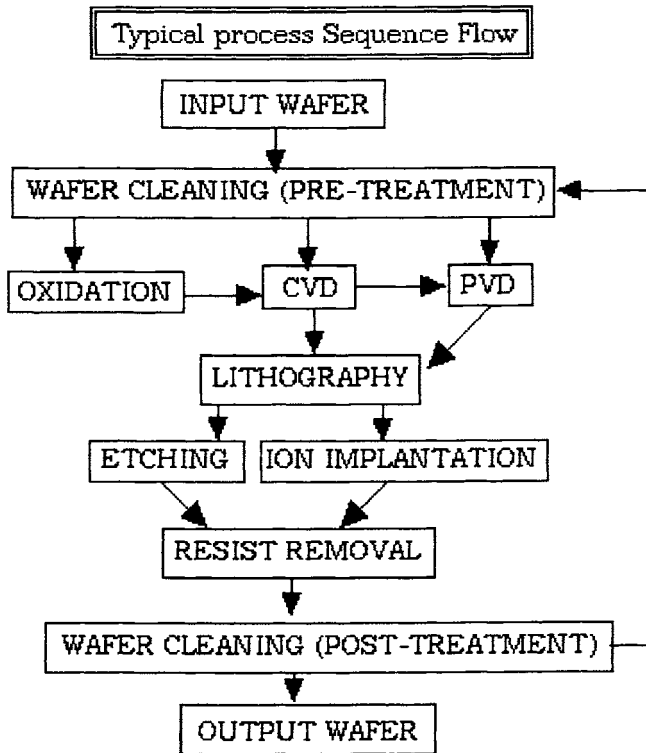 Typical process Sequence Flow
INPUT WAFER
WAFER CLEANING (PRE-TREATMENT)
OXIDATION
CVD
PVD
LITHOGRAPHY
ETCHING
ION IMPLANTATION
RESIST REMOVAL
WAFER CLEANING (POST-TREATMENT)
OUTPUT WAFER